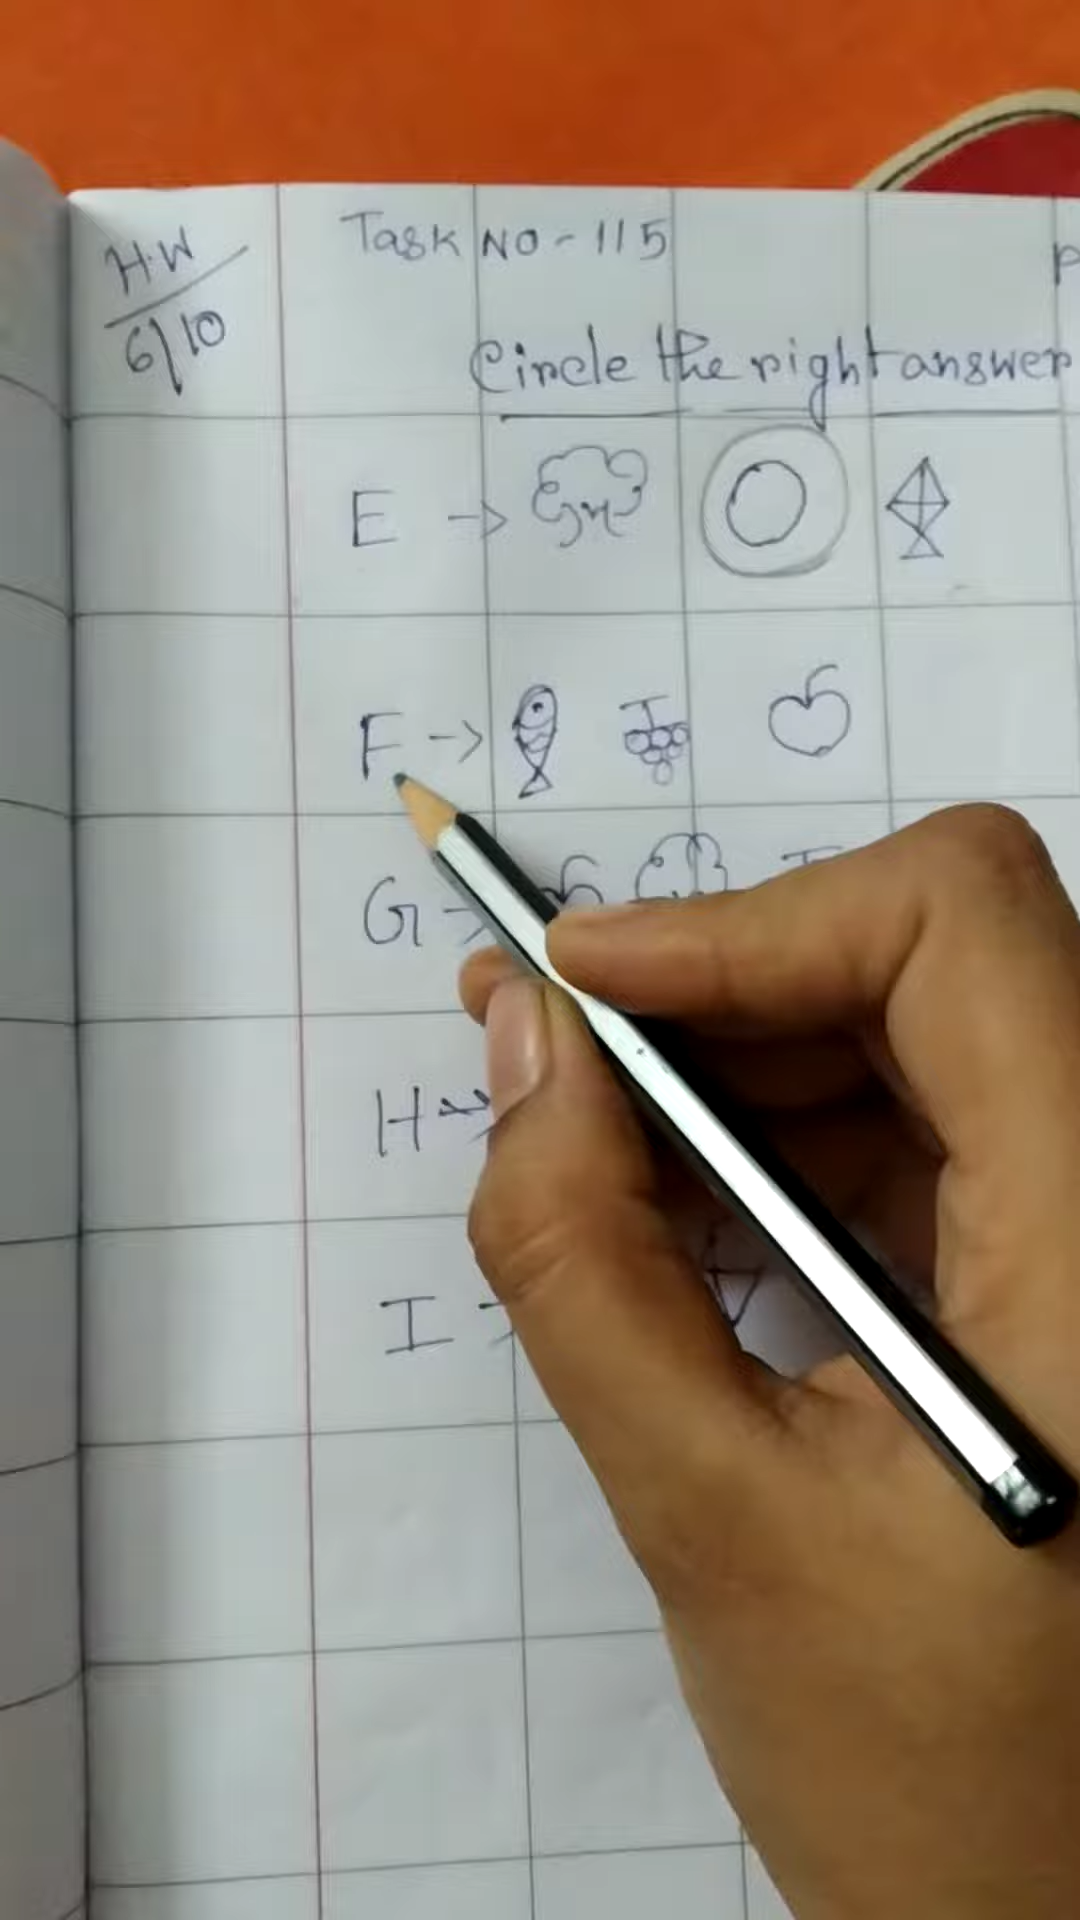 H.W
6/10
Task No-115
P
Circle the right answer
E →
F →
G →
H →
I →